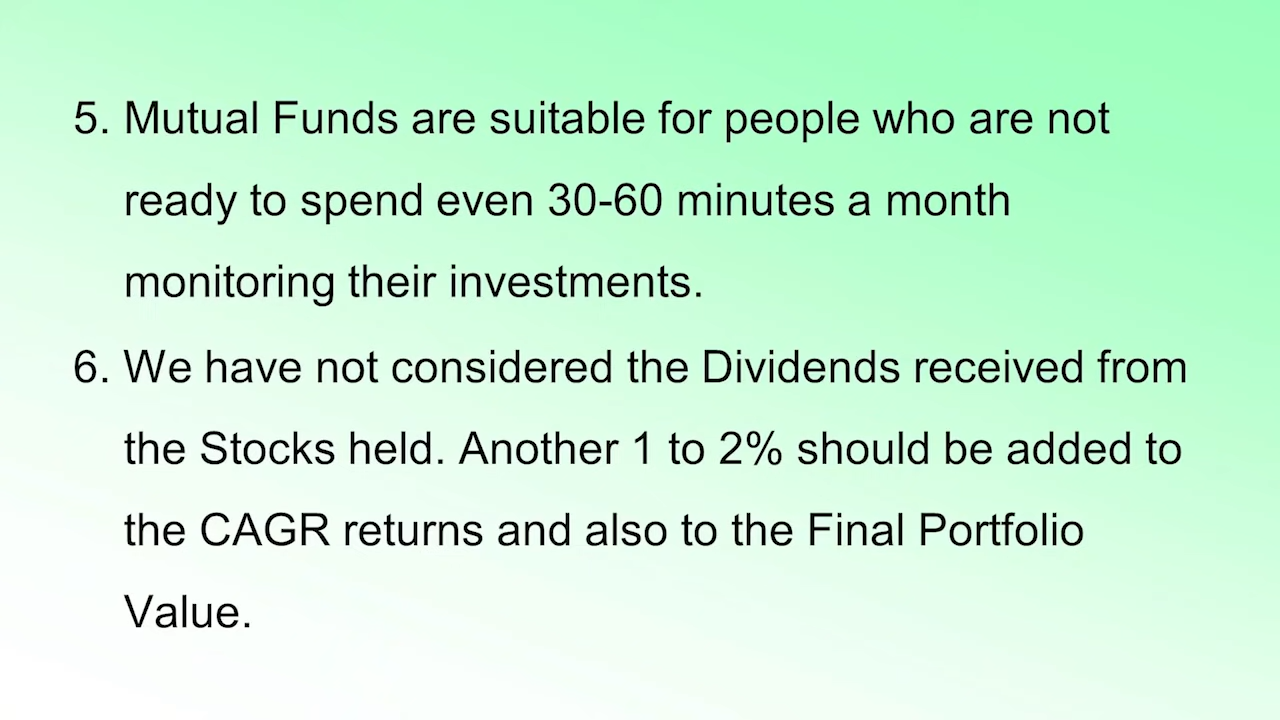 5. Mutual Funds are suitable for people who are not
ready to spend even 30-60 minutes a month
monitoring their investments.
6. We have not considered the Dividends received from
the Stocks held. Another 1 to 2% should be added to
the CAGR returns and also to the Final Portfolio
Value.